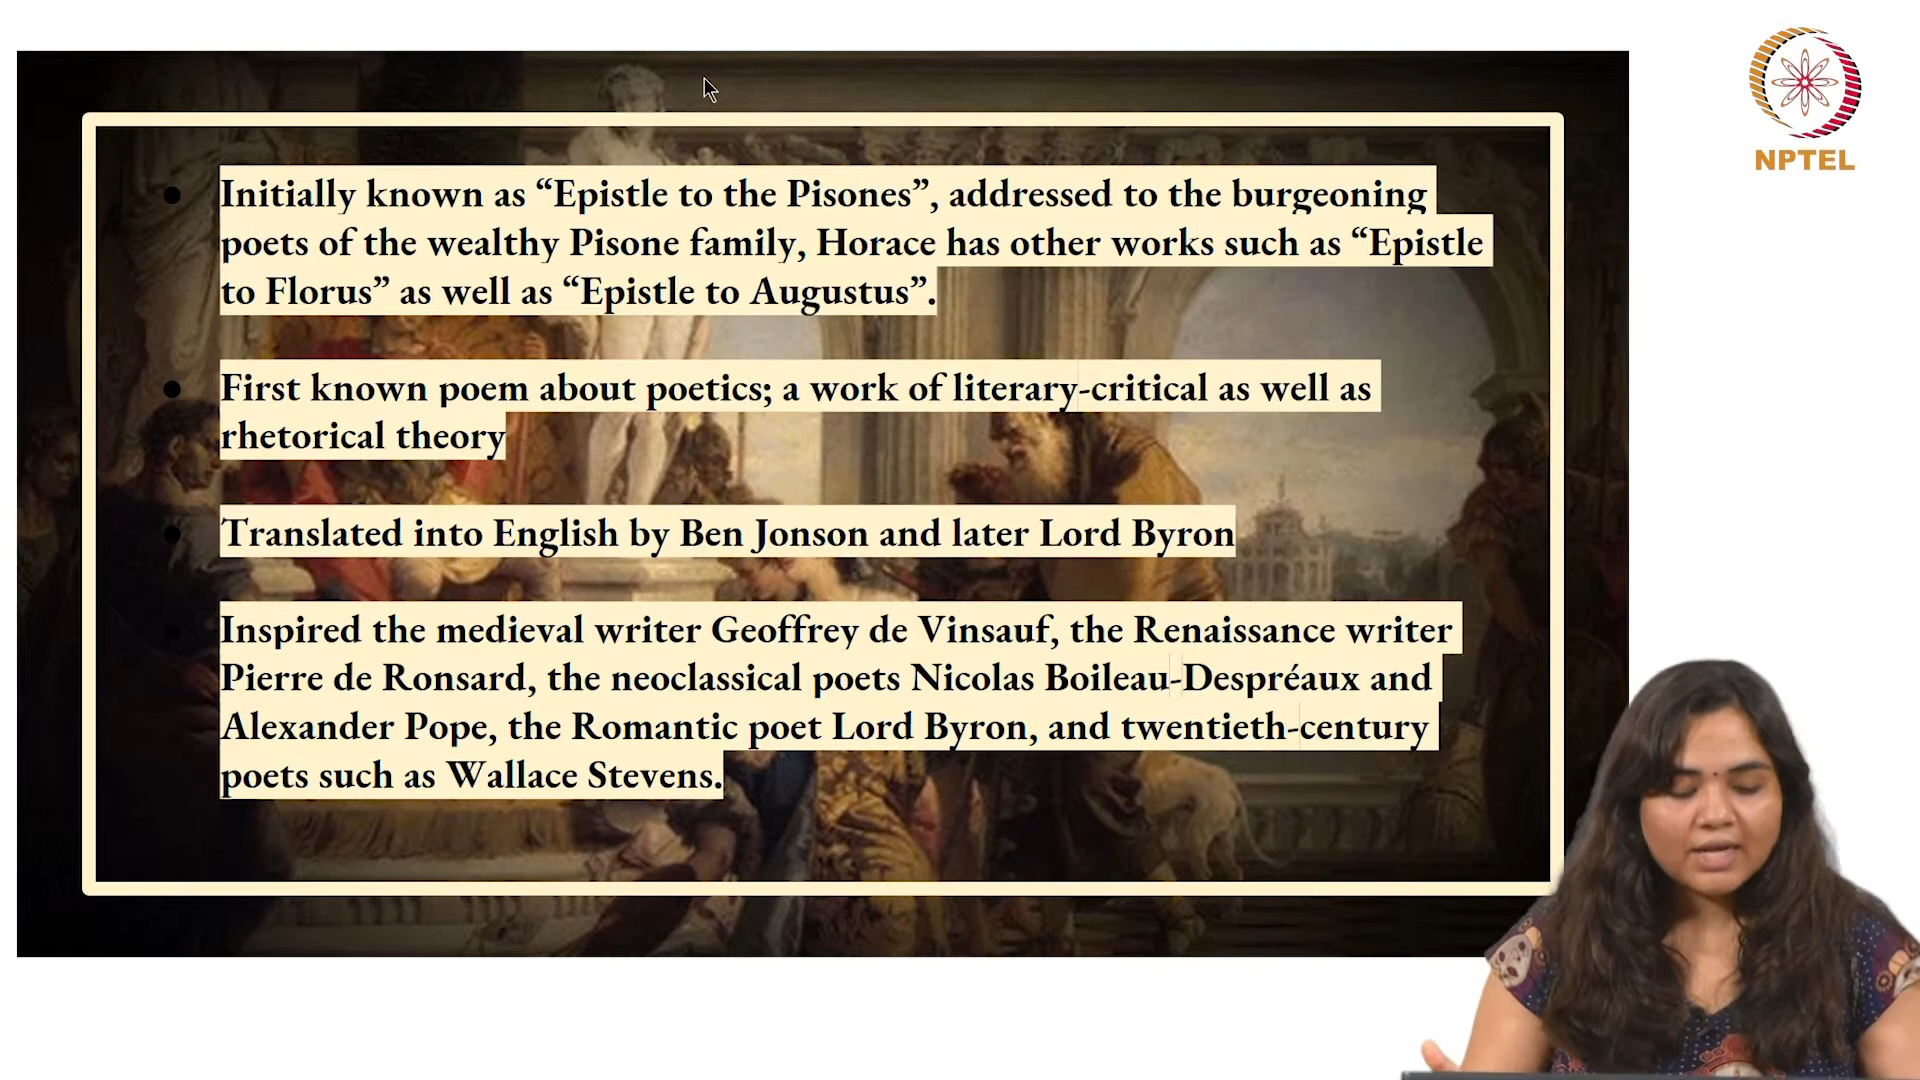 NPTEL
Initially known as “Epistle to the Pisones”, addressed to the burgeoning
poets of the wealthy Pisone family, Horace has other works such as “Epistle
to Florus” as well as “Epistle to Augustus”.
First known poem about poetics; a work of literary-critical as well as
rhetorical theory
Translated into English by Ben Jonson and later Lord Byron
Inspired the medieval writer Geoffrey de Vinsauf, the Renaissance writer
Pierre de Ronsard, the neoclassical poets Nicolas Boileau-Despréaux and
Alexander Pope, the Romantic poet Lord Byron, and twentieth-century
poets such as Wallace Stevens.